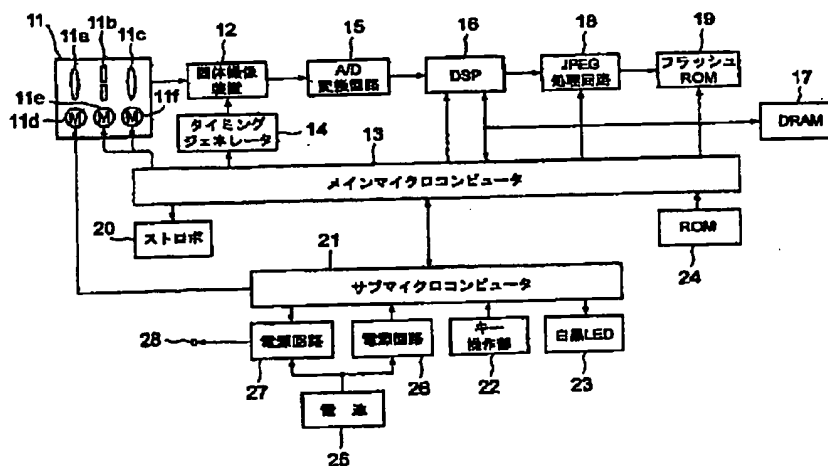 11
11a
11b
11c
11d
11e
11f
M
M
M
12
固体撮像
装置
15
A/D
変換回路
16
DSP
18
JPEG
処理回路
19
フラッシュ
ROM
17
DRAM
タイミング
ジェネレータ
14
13
メインマイクロコンピュータ
20
ストロボ
ROM
24
21
サブマイクロコンピュータ
28
電源回路
27
電源回路
26
キー
操作部
22
白黒LED
23
電池
25